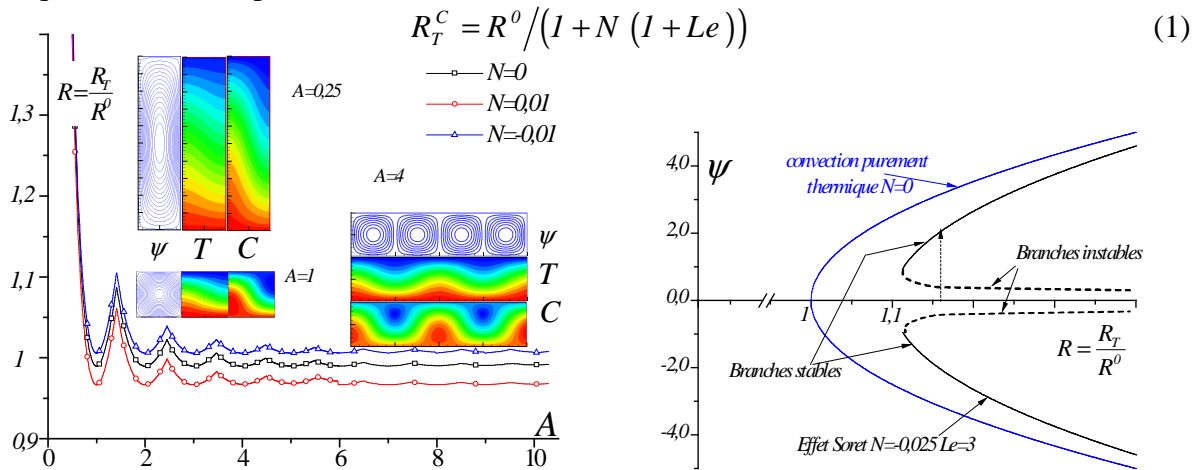 R_T^C = R^0/(1+N (1+Le))
(1)
R = R_T/R^0
A=0,25
N=0
N=0,01
N=-0,01
A=4
ψ T C
A=1
ψ
T
C
1,3
1,2
1,1
1
0,9
0 2 4 6 8 10
A
ψ
4,0
2,0
0,0
-2,0
-4,0
convection purement
thermique N=0
Branches instables
1 1,1
R = R_T/R^0
Branches stables
Effet Soret N=-0,025 Le=3